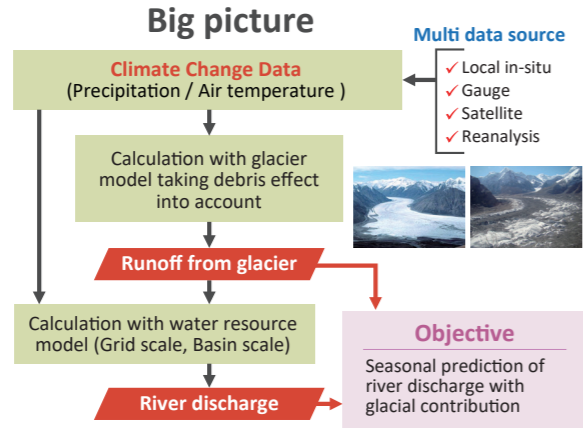 Big picture
Multi data source
✓ Local in-situ
✓ Gauge
✓ Satellite
✓ Reanalysis
Climate Change Data
(Precipitation / Air temperature )
Calculation with glacier
model taking debris effect
into account
Runoff from glacier
Calculation with water resource
model (Grid scale, Basin scale)
River discharge
Objective
Seasonal prediction of
river discharge with
glacial contribution